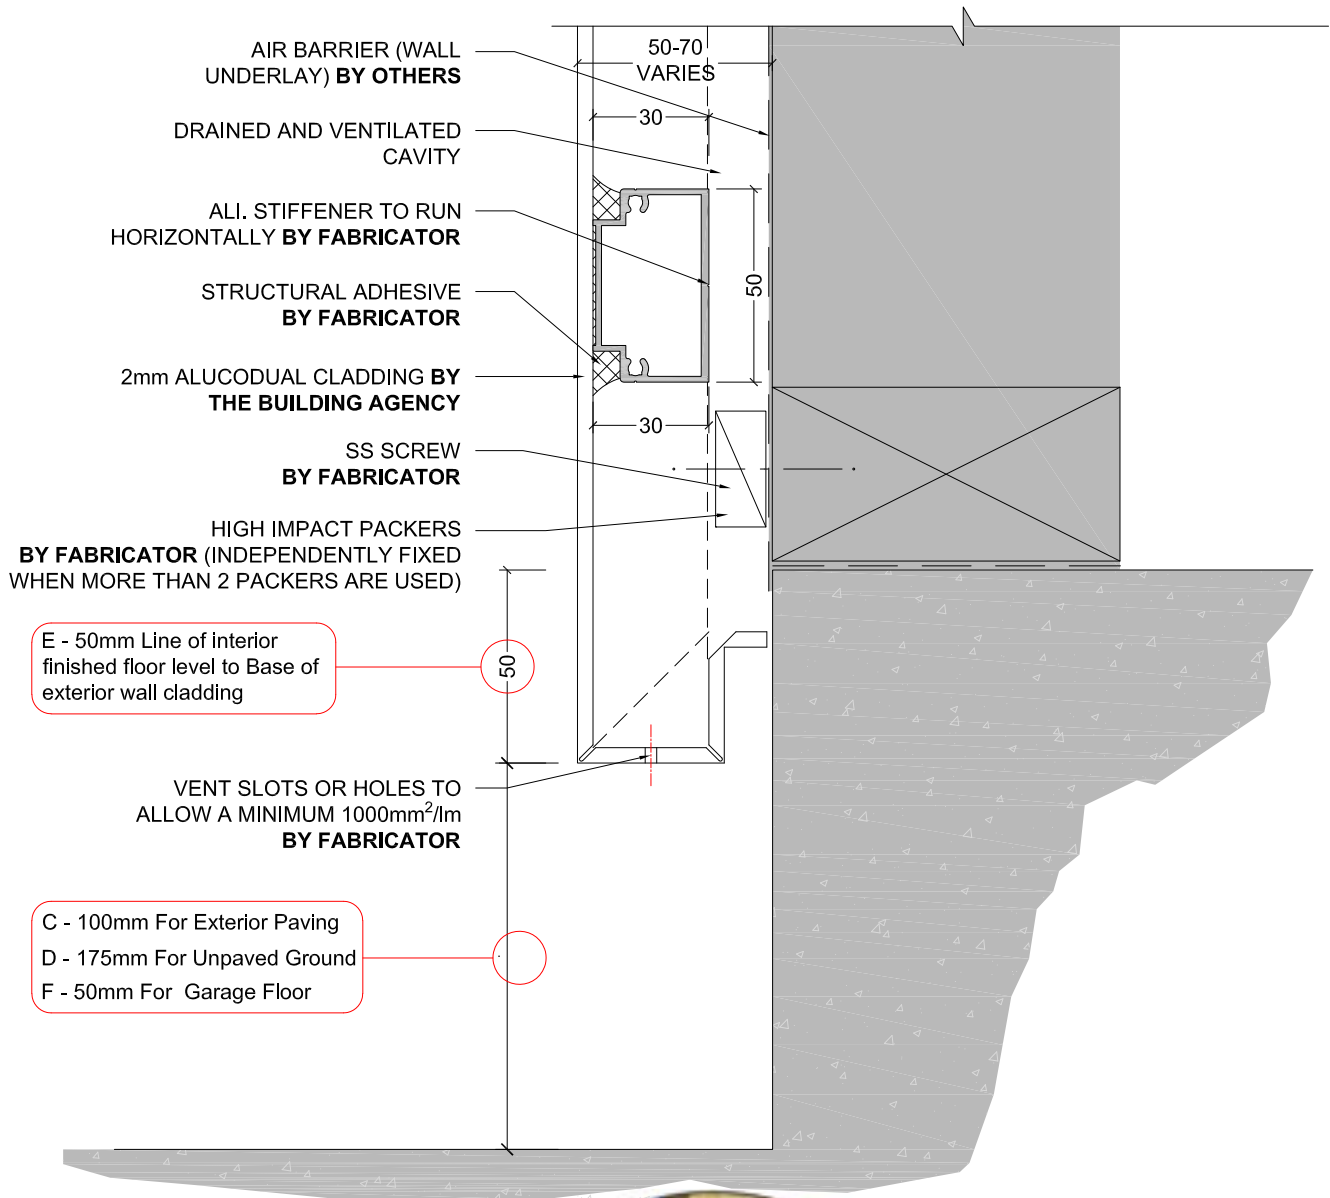 AIR BARRIER (WALL
UNDERLAY) BY OTHERS
50-70
VARIES
30
DRAINED AND VENTILATED
CAVITY
ALI. STIFFENER TO RUN
HORIZONTALLY BY FABRICATOR
50
STRUCTURAL ADHESIVE
BY FABRICATOR
2mm ALUCODUAL CLADDING BY
THE BUILDING AGENCY
30
SS SCREW
BY FABRICATOR
HIGH IMPACT PACKERS
BY FABRICATOR (INDEPENDENTLY FIXED
WHEN MORE THAN 2 PACKERS ARE USED)
E - 50mm Line of interior
finished floor level to Base of
exterior wall cladding
50
VENT SLOTS OR HOLES TO
ALLOW A MINIMUM 1000mm²/lm
BY FABRICATOR
C - 100mm For Exterior Paving
D - 175mm For Unpaved Ground
F - 50mm For Garage Floor